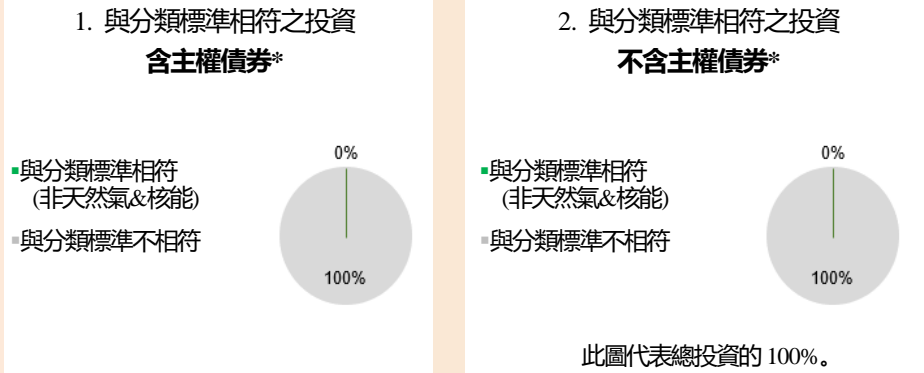 1. 與分類標準相符之投資
含主權債券*
與分類標準相符
(非天然氣&核能)
與分類標準不相符
0%
100%
2. 與分類標準相符之投資
不含主權債券*
與分類標準相符
(非天然氣&核能)
與分類標準不相符
0%
100%
此圖代表總投資的 100%。